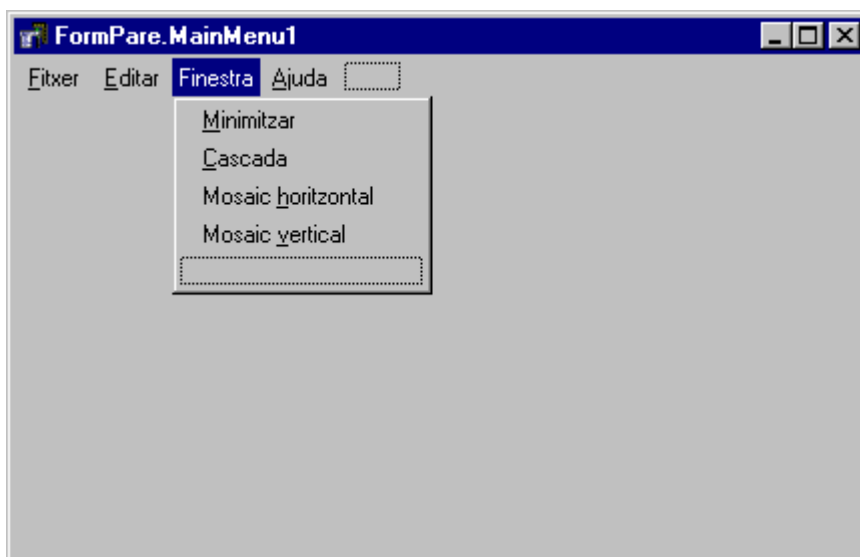 FormPare.MainMenu1
Fitxer Editar Finestra Ajuda
Minimitzar
Cascada
Mosaic horitzontal
Mosaic vertical